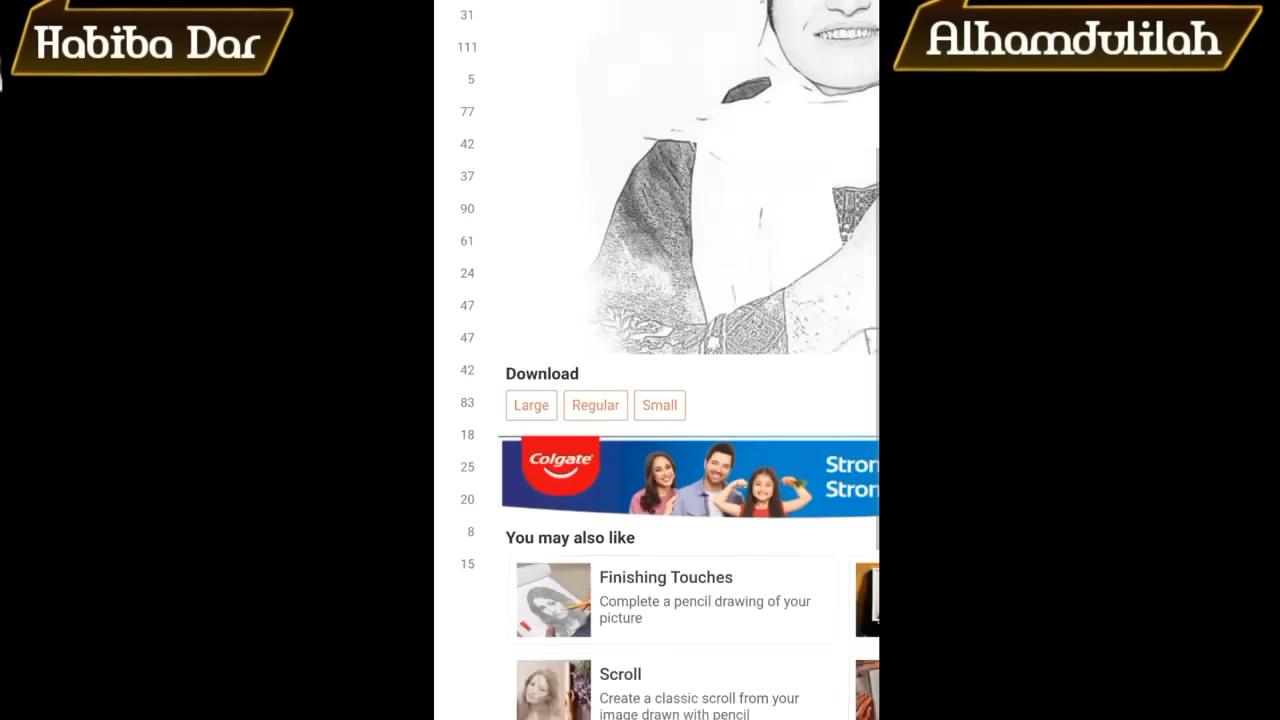 Habiba Dar
Alhamdulilah
31
111
5
77
42
37
90
61
24
47
47
42
83
18
25
20
8
15
Download
Large Regular Small
Colgate
Stron
Stron
You may also like
Finishing Touches
Complete a pencil drawing of your
picture
Scroll
Create a classic scroll from your
image drawn with pencil